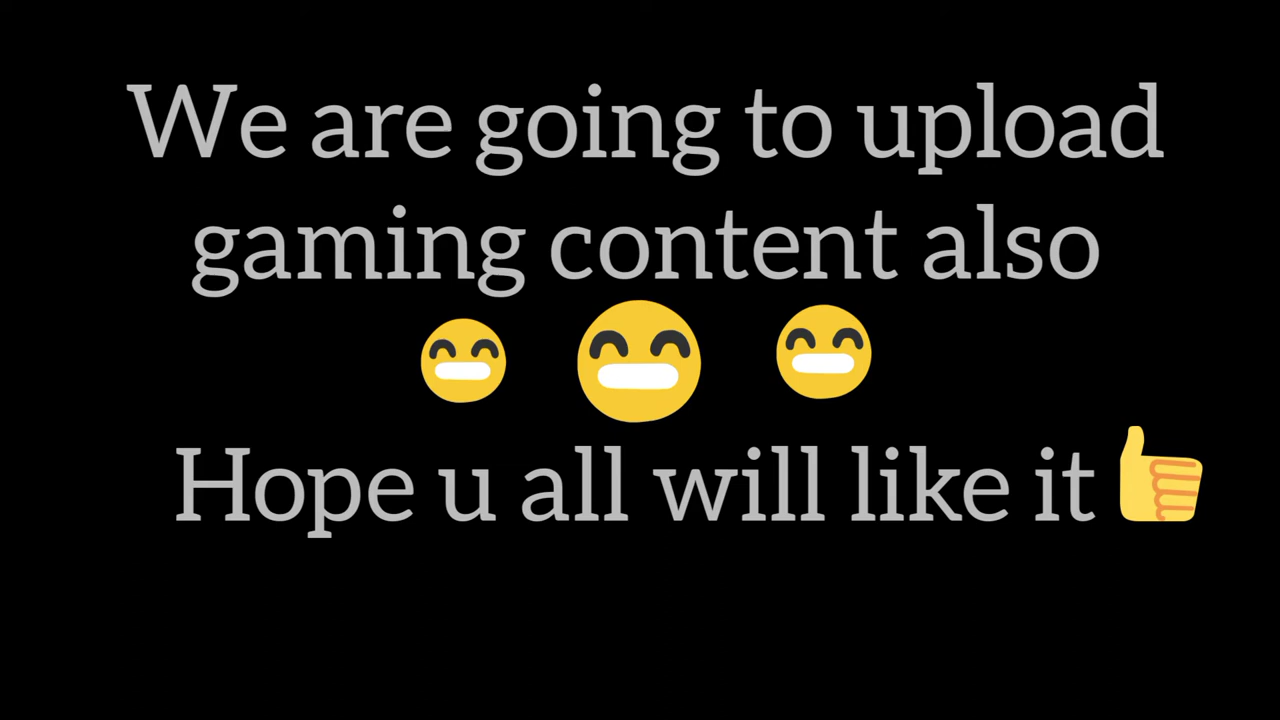 We are going to upload
gaming content also
Hope u all will like it